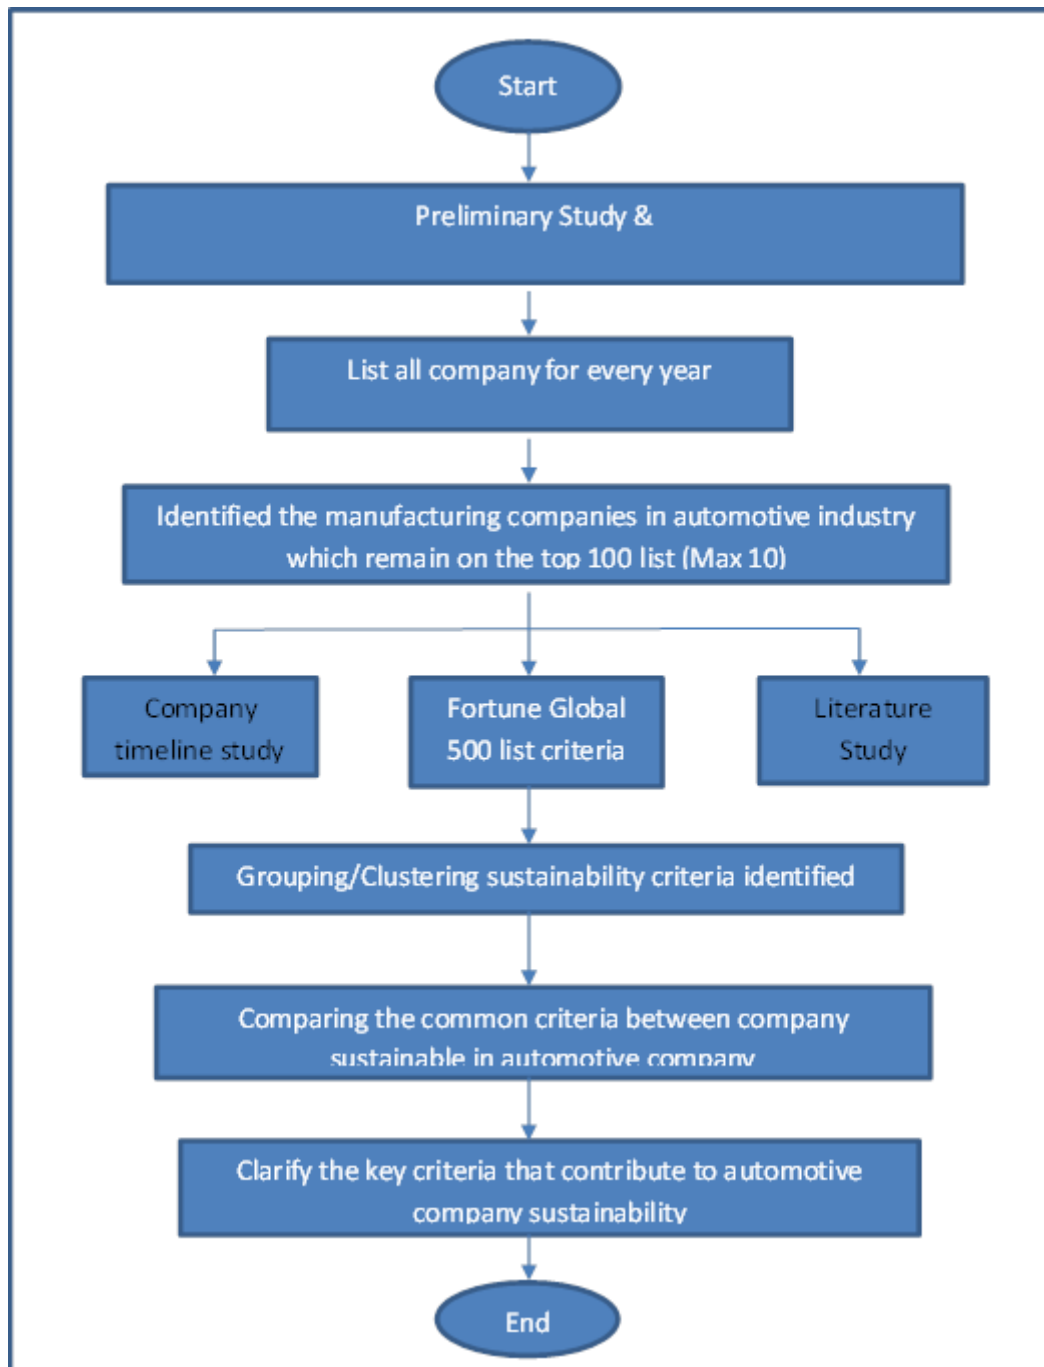 Start
Preliminary Study &
List all company for every year
Identified the manufacturing companies in automotive industry
which remain on the top 100 list (Max 10)
Company
timeline study
Fortune Global
500 list criteria
Literature
Study
Grouping/Clustering sustainability criteria identified
Comparing the common criteria between company
sustainable in automotive company
Clarify the key criteria that contribute to automotive
company sustainability
End